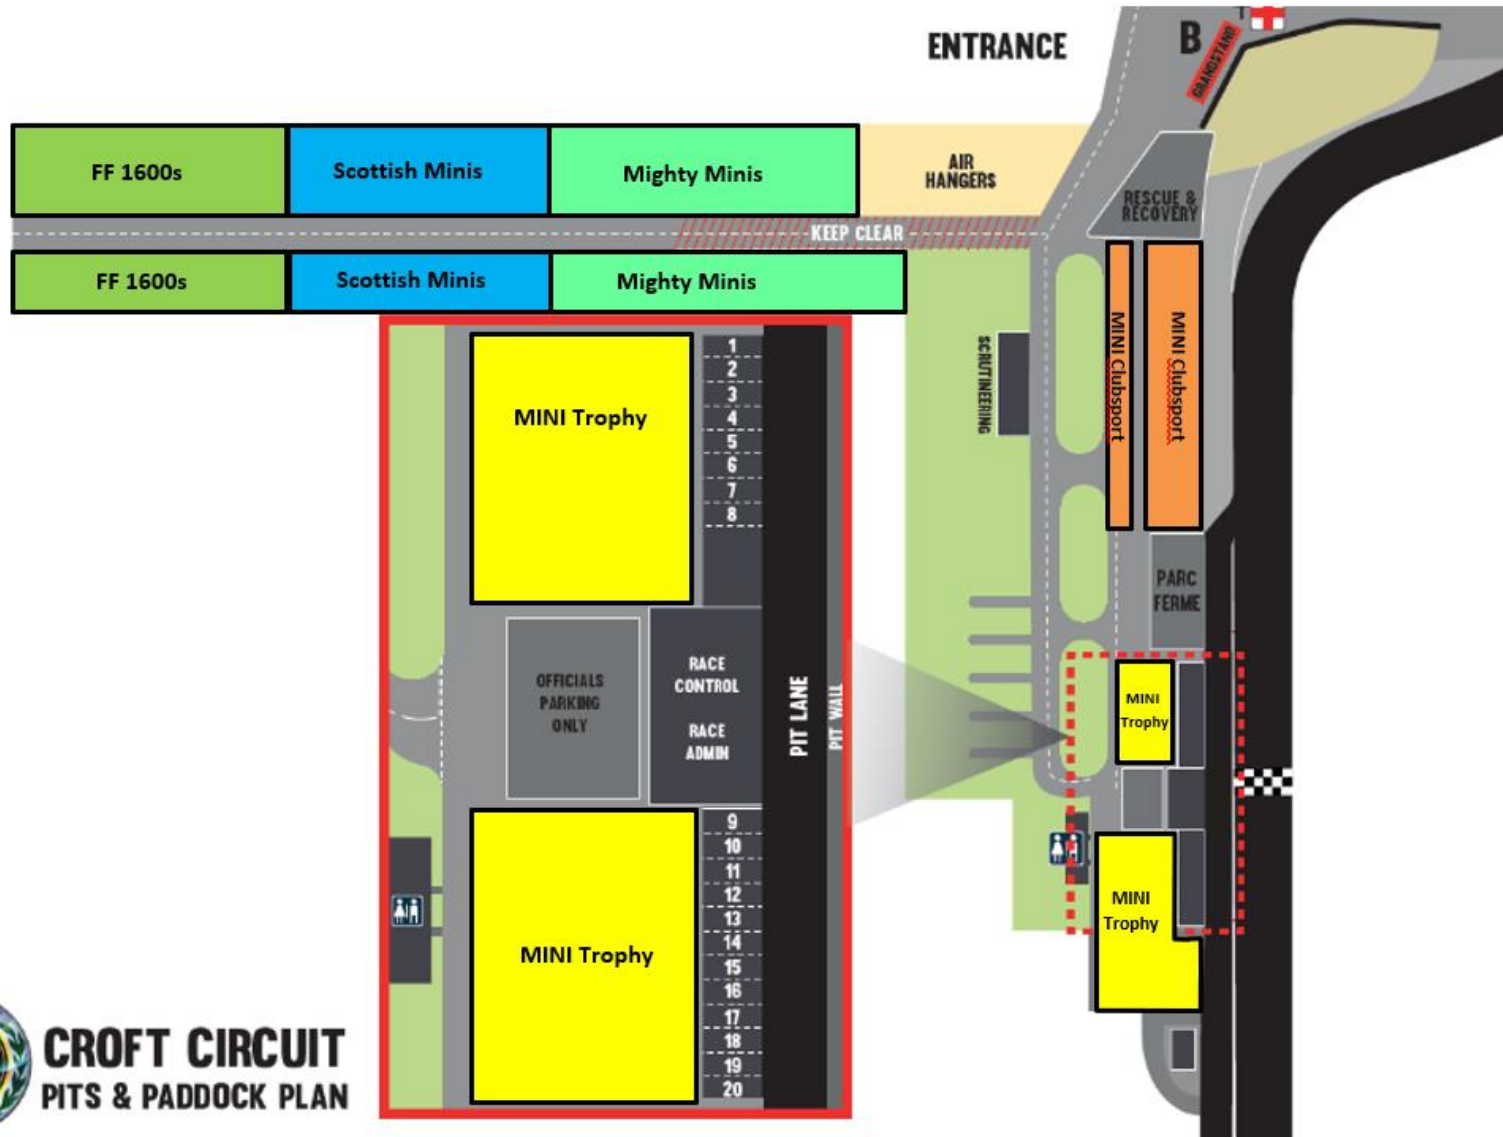 ENTRANCE
B
GRANDSTAND
FF 1600s
Scottish Minis
Mighty Minis
AIR
HANGERS
RESCUE &
RECOVERY
KEEP CLEAR
FF 1600s
Scottish Minis
Mighty Minis
MINI Clubsport
MINI Clubsport
SCRUTINEERING
1
2
3
4
5
6
7
8
MINI Trophy
PARC
FERME
OFFICIALS
PARKING
ONLY
RACE
CONTROL
RACE
ADMIN
PIT LANE
PIT WALL
MINI
Trophy
9
10
11
12
13
14
15
16
17
18
19
20
MINI Trophy
MINI
Trophy
CROFT CIRCUIT
PITS & PADDOCK PLAN